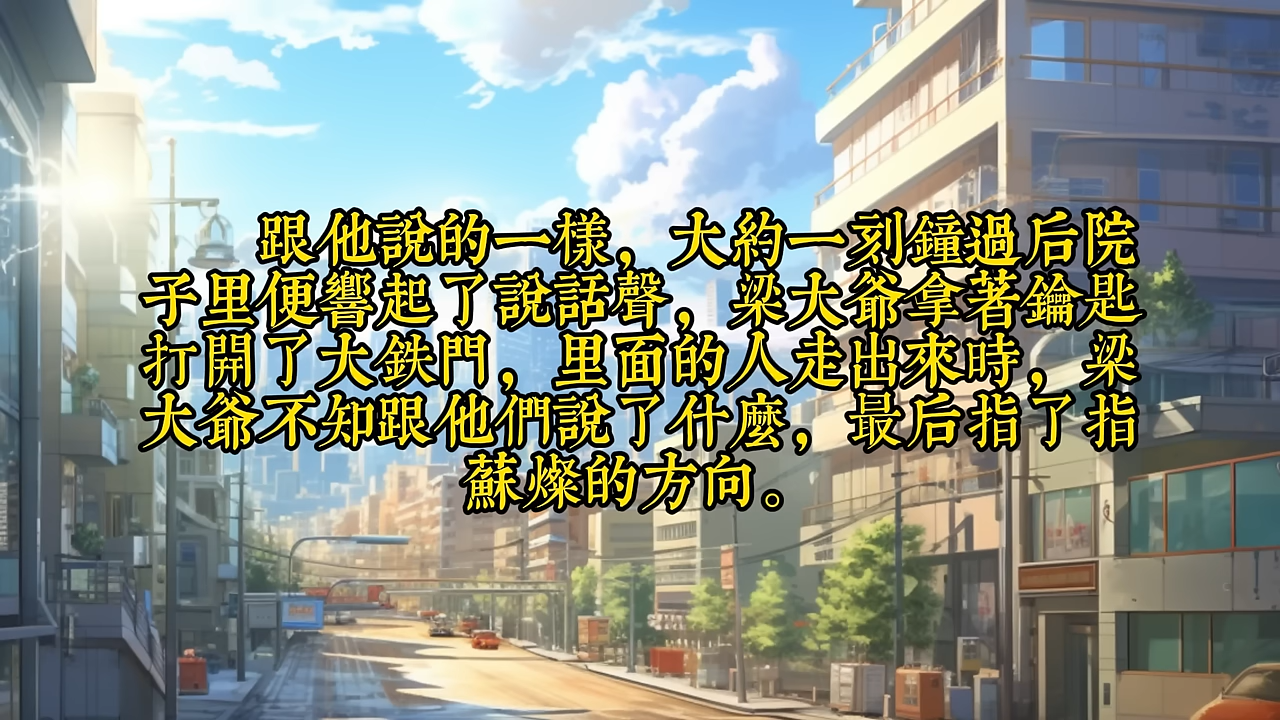 跟他說的一樣，大約一刻鐘過后院
子里便響起了說話聲，梁大爺拿著鑰匙
打開了大鉄門，里面的人走出來時，梁
大爺不知跟他們說了什麼，最后指了指
蘇燦的方向。